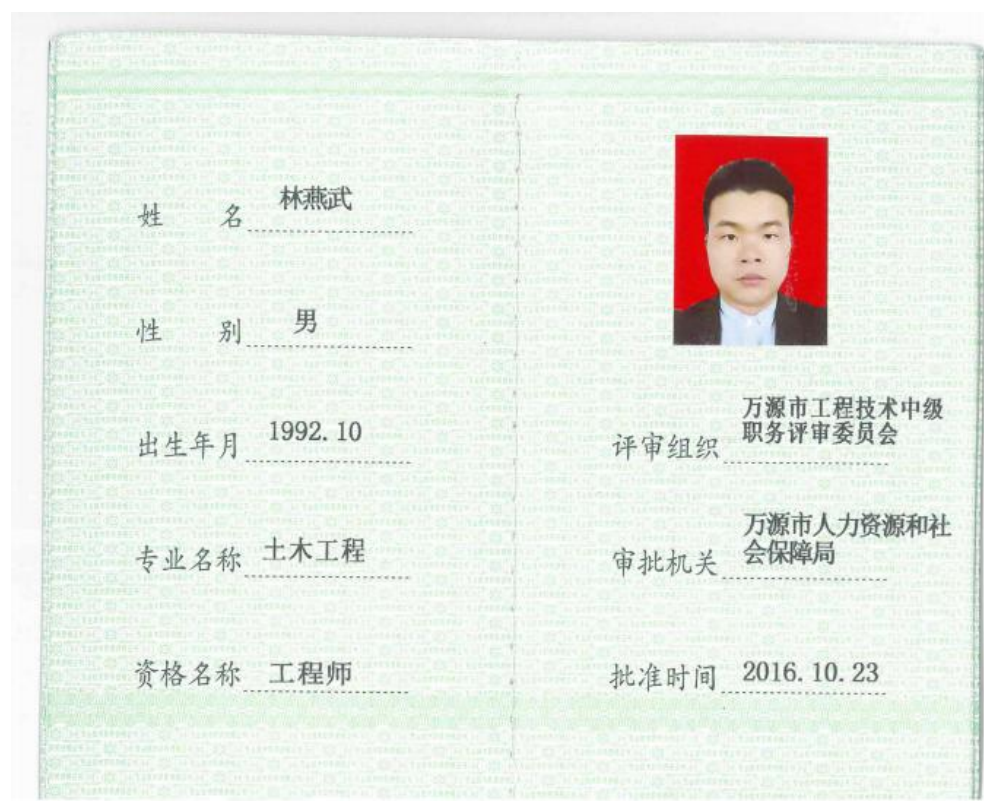 姓 名 林燕武
性 别 男
出生年月 1992.10
专业名称 土木工程
资格名称 工程师
万源市工程技术中级
评审组织 职务评审委员会
万源市人力资源和社
审批机关 会保障局
批准时间 2016.10.23